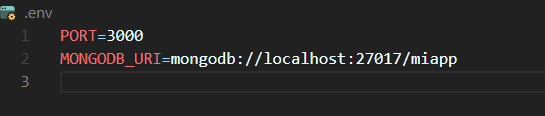 .env
1 PORT=3000
2 MONGODB_URI=mongodb://localhost:27017/miapp
3